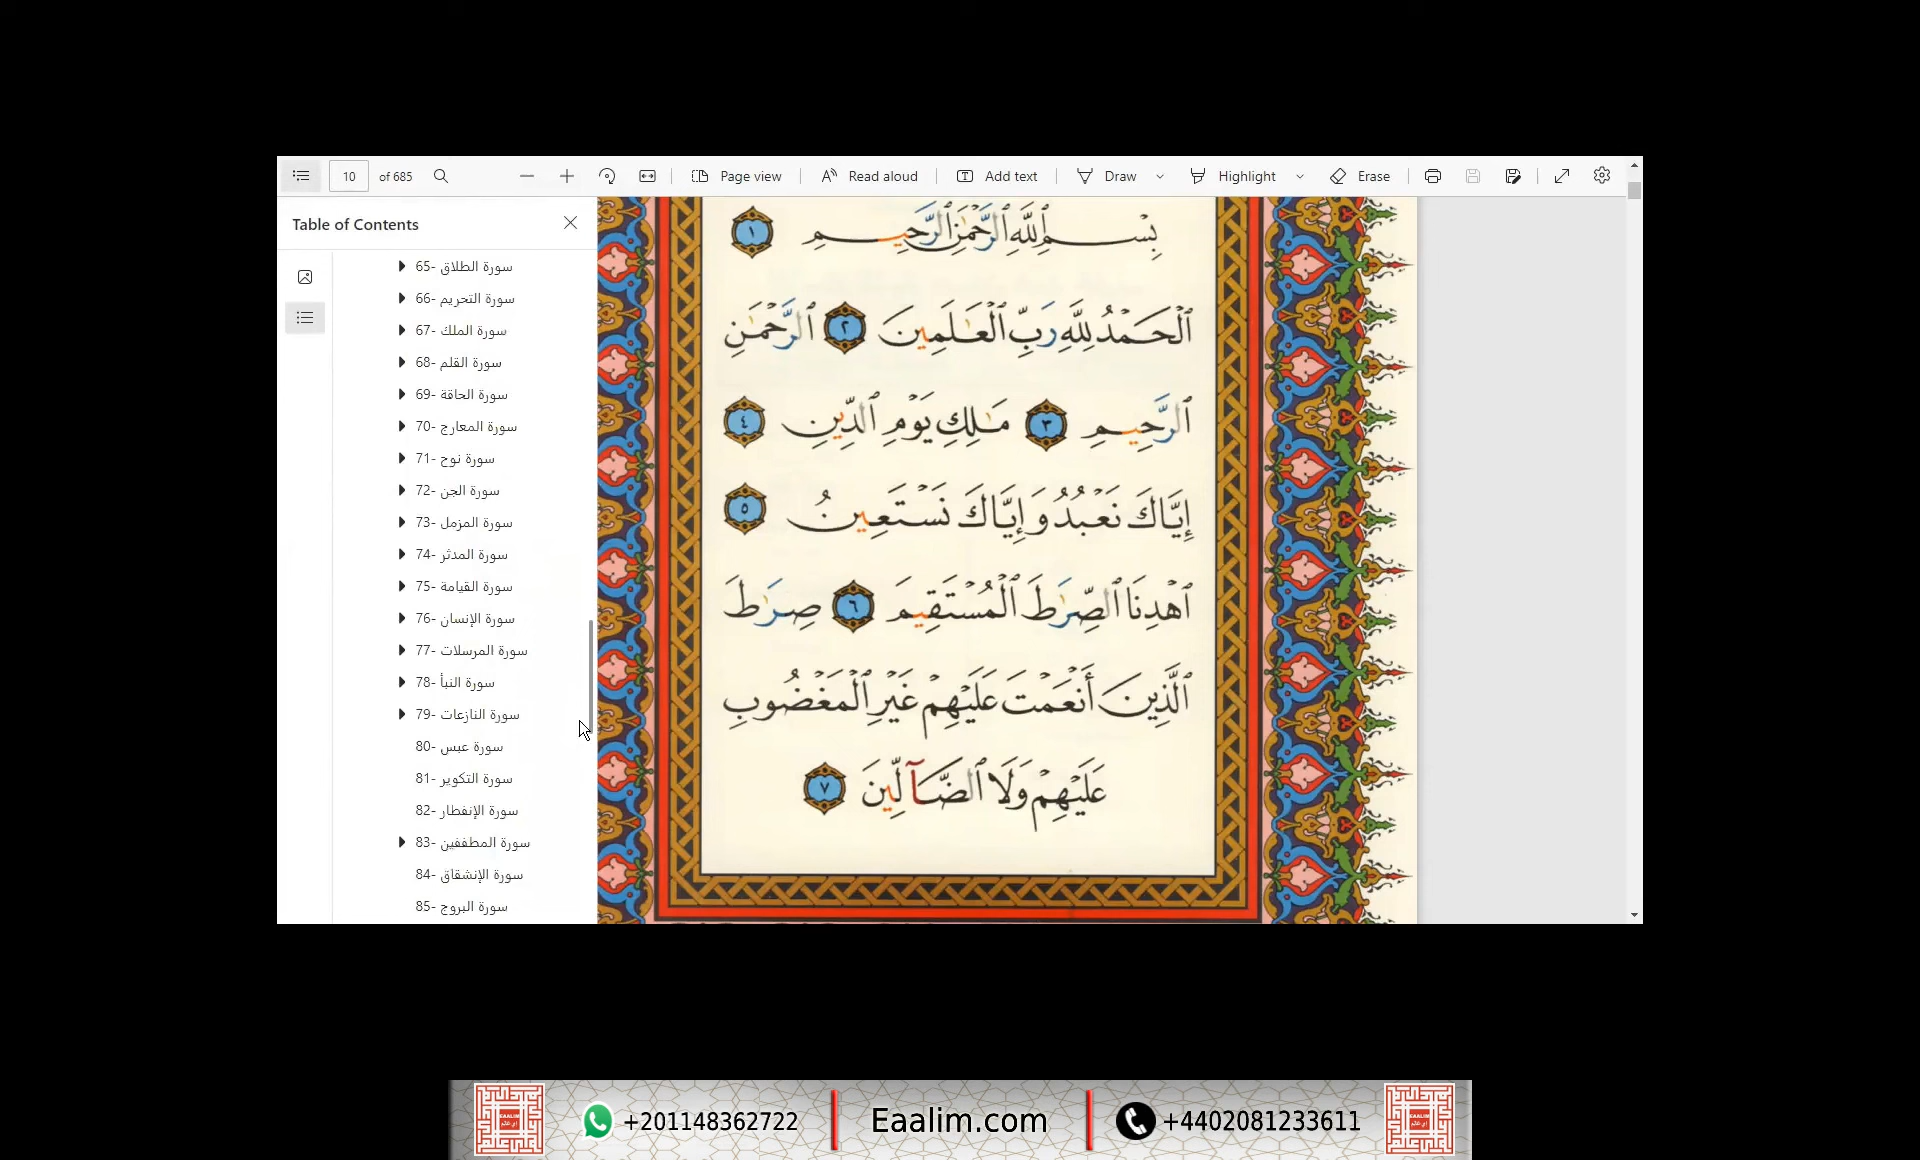 10 of 685 Page view Read aloud Add text Draw Highlight Erase
Table of Contents
65- سورة الطلاق
66- سورة التحريم
67- سورة الملك
68- سورة القلم
69- سورة الحاقة
70- سورة المعارج
71- سورة نوح
72- سورة الجن
73- سورة المزمل
74- سورة المدثر
75- سورة القيامة
76- سورة الإنسان
77- سورة المرسلات
78- سورة النبأ
79- سورة النازعات
80- سورة عبس
81- سورة التكوير
82- سورة الإنفطار
83- سورة المطففين
84- سورة الإنشقاق
85- سورة البروج
بِسْمِ ٱللَّهِ ٱلرَّحْمَٰنِ ٱلرَّحِيمِ ١
ٱلْحَمْدُ لِلَّهِ رَبِّ ٱلْعَٰلَمِينَ ٢ ٱلرَّحْمَٰنِ
ٱلرَّحِيمِ ٣ مَٰلِكِ يَوْمِ ٱلدِّينِ ٤
إِيَّاكَ نَعْبُدُ وَإِيَّاكَ نَسْتَعِينُ ٥
ٱهْدِنَا ٱلصِّرَٰطَ ٱلْمُسْتَقِيمَ ٦ صِرَٰطَ
ٱلَّذِينَ أَنْعَمْتَ عَلَيْهِمْ غَيْرِ ٱلْمَغْضُوبِ
عَلَيْهِمْ وَلَا ٱلضَّآلِّينَ ٧
+201148362722 Eaalim.com +4402081233611